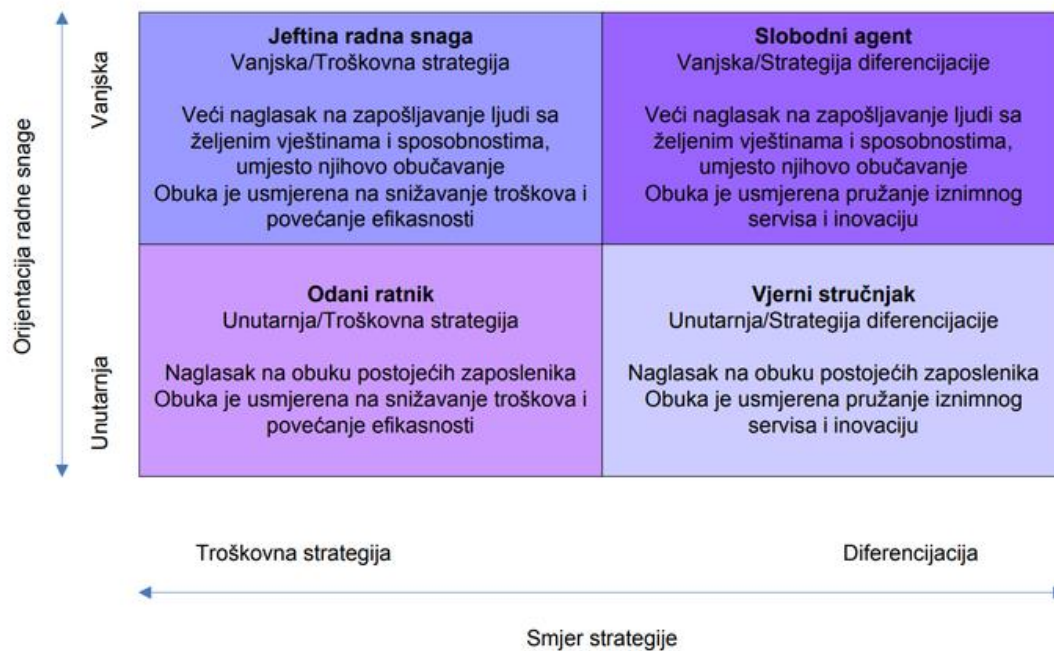 Orijentacija radne snage
Vanjska
Unutarnja
Jeftina radna snaga
Vanjska/Troškovna strategija
Veći naglasak na zapošljavanje ljudi sa
željenim vještinama i sposobnostima,
umjesto njihovo obučavanje
Obuka je usmjerena na snižavanje troškova i
povećanje efikasnosti
Slobodni agent
Vanjska/Strategija diferencijacije
Veći naglasak na zapošljavanje ljudi sa
željenim vještinama i sposobnostima,
umjesto njihovo obučavanje
Obuka je usmjerena pružanje iznimnog
servisa i inovaciju
Odani ratnik
Unutarnja/Troškovna strategija
Naglasak na obuku postojećih zaposlenika
Obuka je usmjerena na snižavanje troškova i
povećanje efikasnosti
Vjerni stručnjak
Unutarnja/Strategija diferencijacije
Naglasak na obuku postojećih zaposlenika
Obuka je usmjerena pružanje iznimnog
servisa i inovaciju
Troškovna strategija
Diferencijacija
Smjer strategije